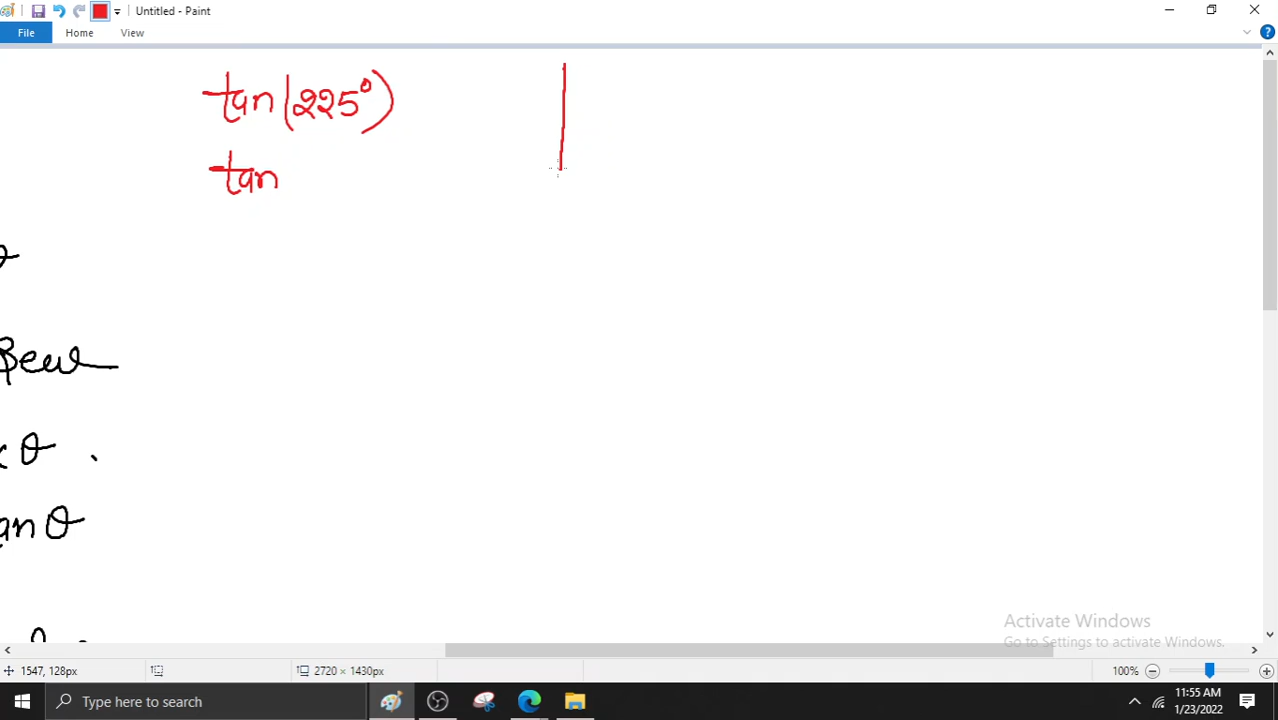 Untitled - Paint
File Home View
tan(225°)
tan
θ
θ .
anθ
Activate Windows
Go to Settings to activate Windows.
1547, 128px 2720 × 1430px 100%
Type here to search
11:55 AM
1/23/2022